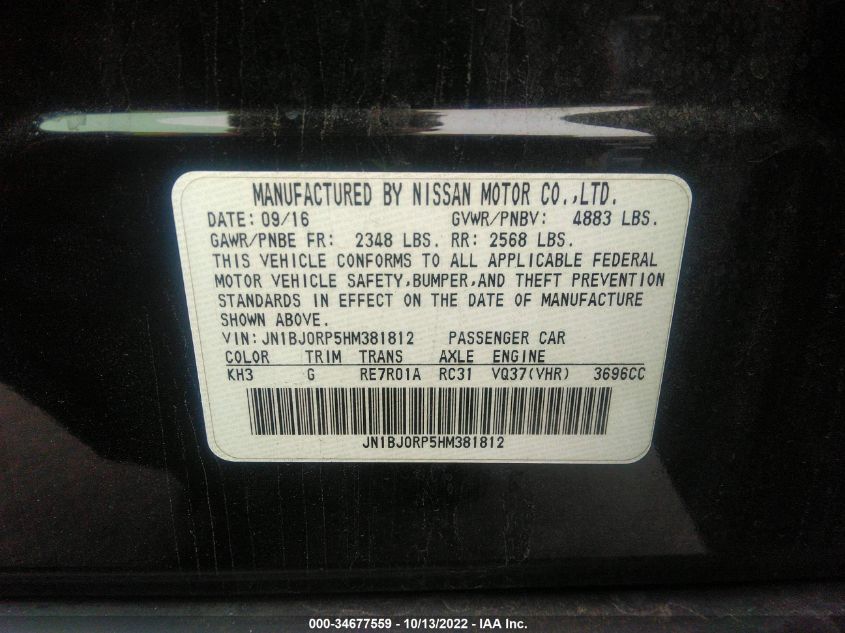 MANUFACTURED BY NISSAN MOTOR CO.,LTD.
DATE: 09/16 GVWR/PNBV: 4883 LBS.
GAWR/PNBE FR: 2348 LBS. RR: 2568 LBS.
THIS VEHICLE CONFORMS TO ALL APPLICABLE FEDERAL
MOTOR VEHICLE SAFETY,BUMPER,AND THEFT PREVENTION
STANDARDS IN EFFECT ON THE DATE OF MANUFACTURE
SHOWN ABOVE.
VIN:JN1BJ0RP5HM381812 PASSENGER CAR
COLOR TRIM TRANS AXLE ENGINE
KH3 G RE7R01A RC31 VQ37(VHR) 3696CC
JN1BJ0RP5HM381812
000-34677559 - 10/13/2022 - IAA Inc.